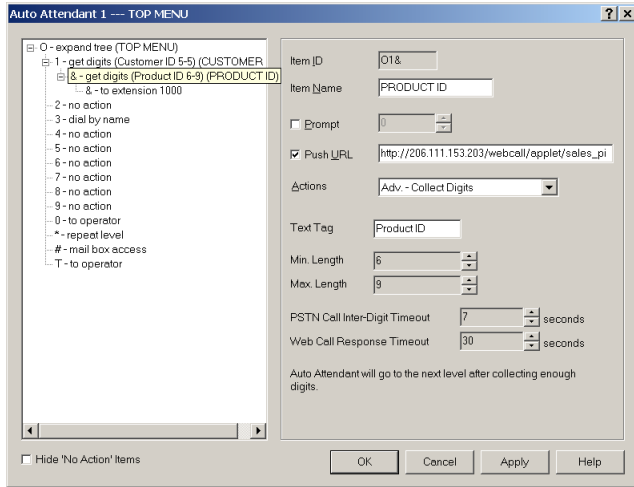 Auto Attendant 1 --- TOP MENU
O - expand tree (TOP MENU)
1 - get digits (Customer ID 5-5) (CUSTOMER
& - get digits (Product ID 6-9) (PRODUCT ID)
& - to extension 1000
2 - no action
3 - dial by name
4 - no action
5 - no action
6 - no action
7 - no action
8 - no action
9 - no action
0 - to operator
* - repeat level
# - mail box access
T - to operator
Hide 'No Action' Items
Item ID O1&
Item Name PRODUCT ID
Prompt 0
Push URL http://206.111.153.203/webcall/applet/sales_pi
Actions Adv. - Collect Digits
Text Tag Product ID
Min. Length 6
Max. Length 9
PSTN Call Inter-Digit Timeout 7 seconds
Web Call Response Timeout 30 seconds
Auto Attendant will go to the next level after collecting enough
digits.
OK Cancel Apply Help